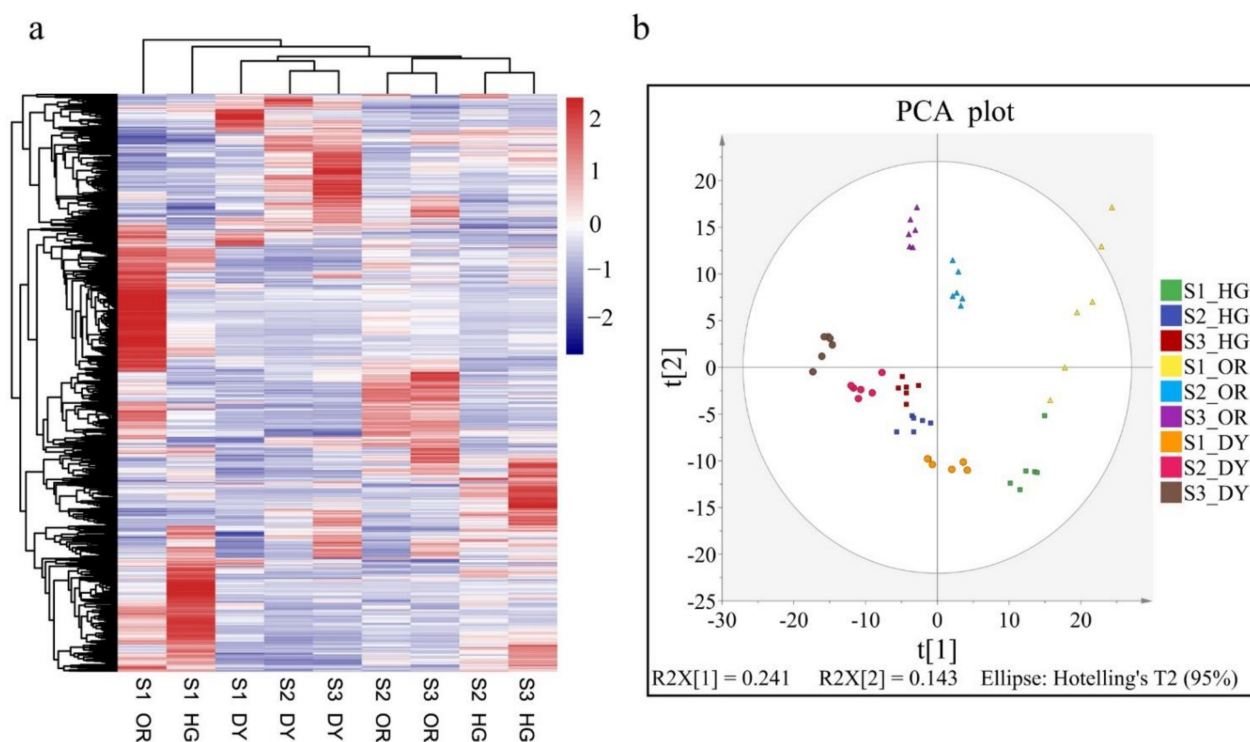 a
2
1
0
−1
−2
S1 OR
S1 HG
S1 DY
S2 DY
S3 DY
S2 OR
S3 OR
S2 HG
S3 HG
b
PCA plot
t[2]
20
15
10
5
0
-5
-10
-15
-20
-25
-30
-20
-10
0
10
20
t[1]
S1_HG
S2_HG
S3_HG
S1_OR
S2_OR
S3_OR
S1_DY
S2_DY
S3_DY
R2X[1] = 0.241 R2X[2] = 0.143 Ellipse: Hotelling's T2 (95%)